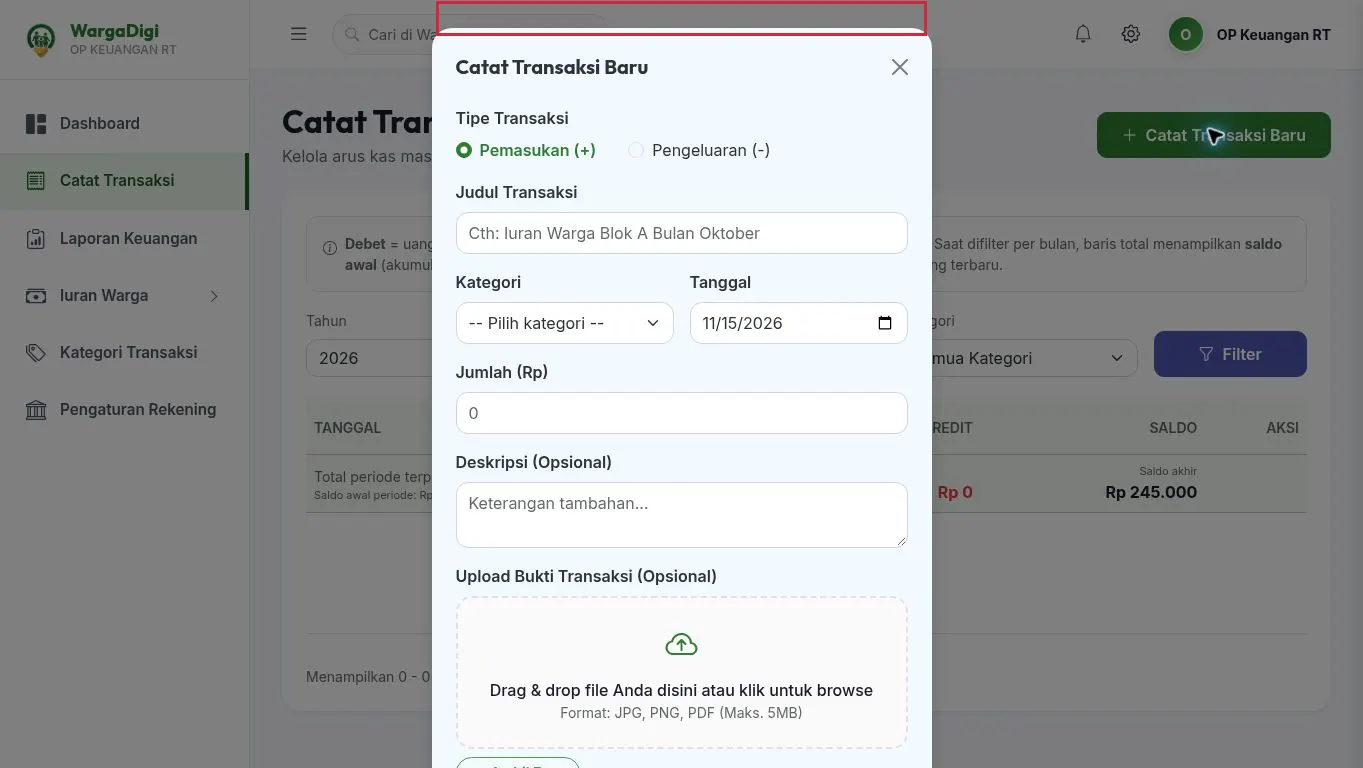 WargaDigi
OP KEUANGAN RT
Cari di Wa
O
OP Keuangan RT
Dashboard
Catat Transaksi
Laporan Keuangan
Iuran Warga
Kategori Transaksi
Pengaturan Rekening
Catat Tran
Kelola arus kas mas
+ Catat Transaksi Baru
Debet = uang
awal (akumul
Saat difilter per bulan, baris total menampilkan saldo
ng terbaru.
Tahun
2026
gori
mua Kategori
Filter
TANGGAL
REDIT
SALDO
AKSI
Total periode terp
Saldo awal periode: Rp
Rp 0
Saldo akhir
Rp 245.000
Menampilkan 0 - 0
Catat Transaksi Baru
Tipe Transaksi
Pemasukan (+)
Pengeluaran (-)
Judul Transaksi
Cth: Iuran Warga Blok A Bulan Oktober
Kategori
Tanggal
-- Pilih kategori --
11/15/2026
Jumlah (Rp)
0
Deskripsi (Opsional)
Keterangan tambahan...
Upload Bukti Transaksi (Opsional)
Drag & drop file Anda disini atau klik untuk browse
Format: JPG, PNG, PDF (Maks. 5MB)